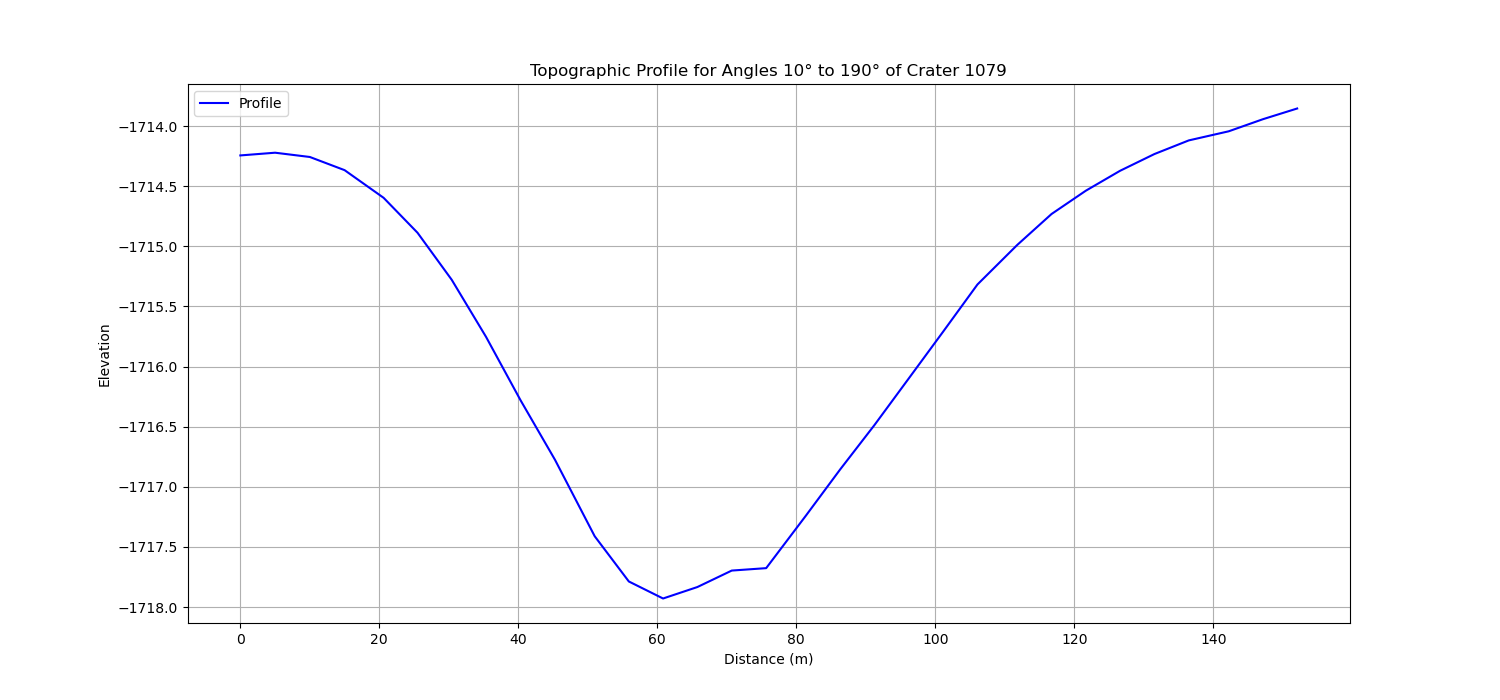 Topographic Profile for Angles 10° to 190° of Crater 1079
Profile
−1714.0
−1714.5
−1715.0
−1715.5
−1716.0
−1716.5
−1717.0
−1717.5
−1718.0
Elevation
0 20 40 60 80 100 120 140
Distance (m)